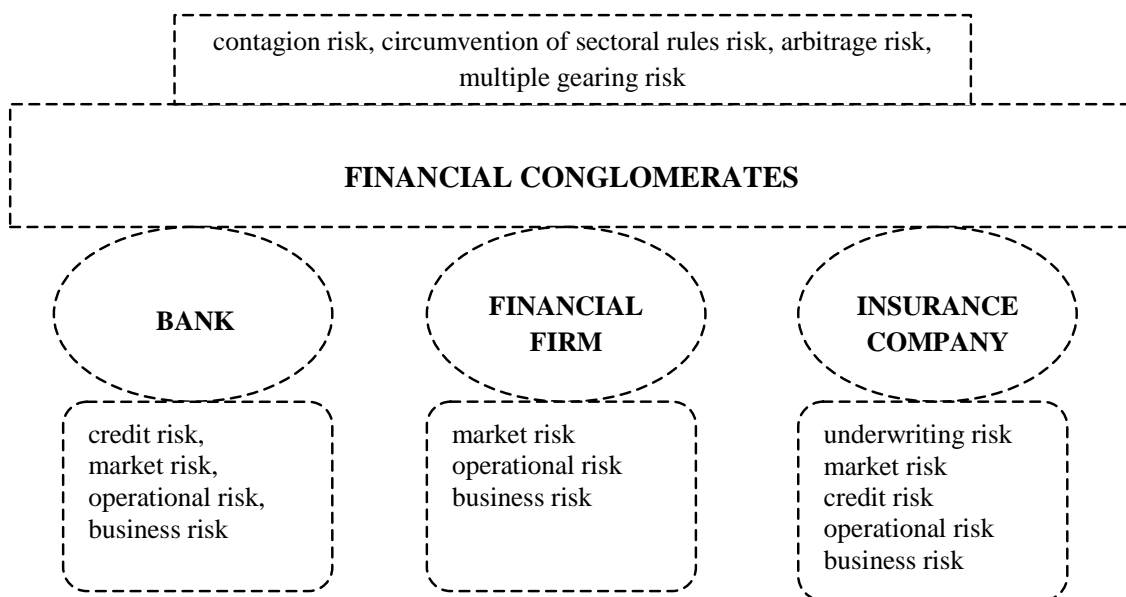 contagion risk, circumvention of sectoral rules risk, arbitrage risk,
multiple gearing risk
FINANCIAL CONGLOMERATES
BANK
FINANCIAL
FIRM
INSURANCE
COMPANY
credit risk,
market risk,
operational risk,
business risk
market risk
operational risk
business risk
underwriting risk
market risk
credit risk
operational risk
business risk